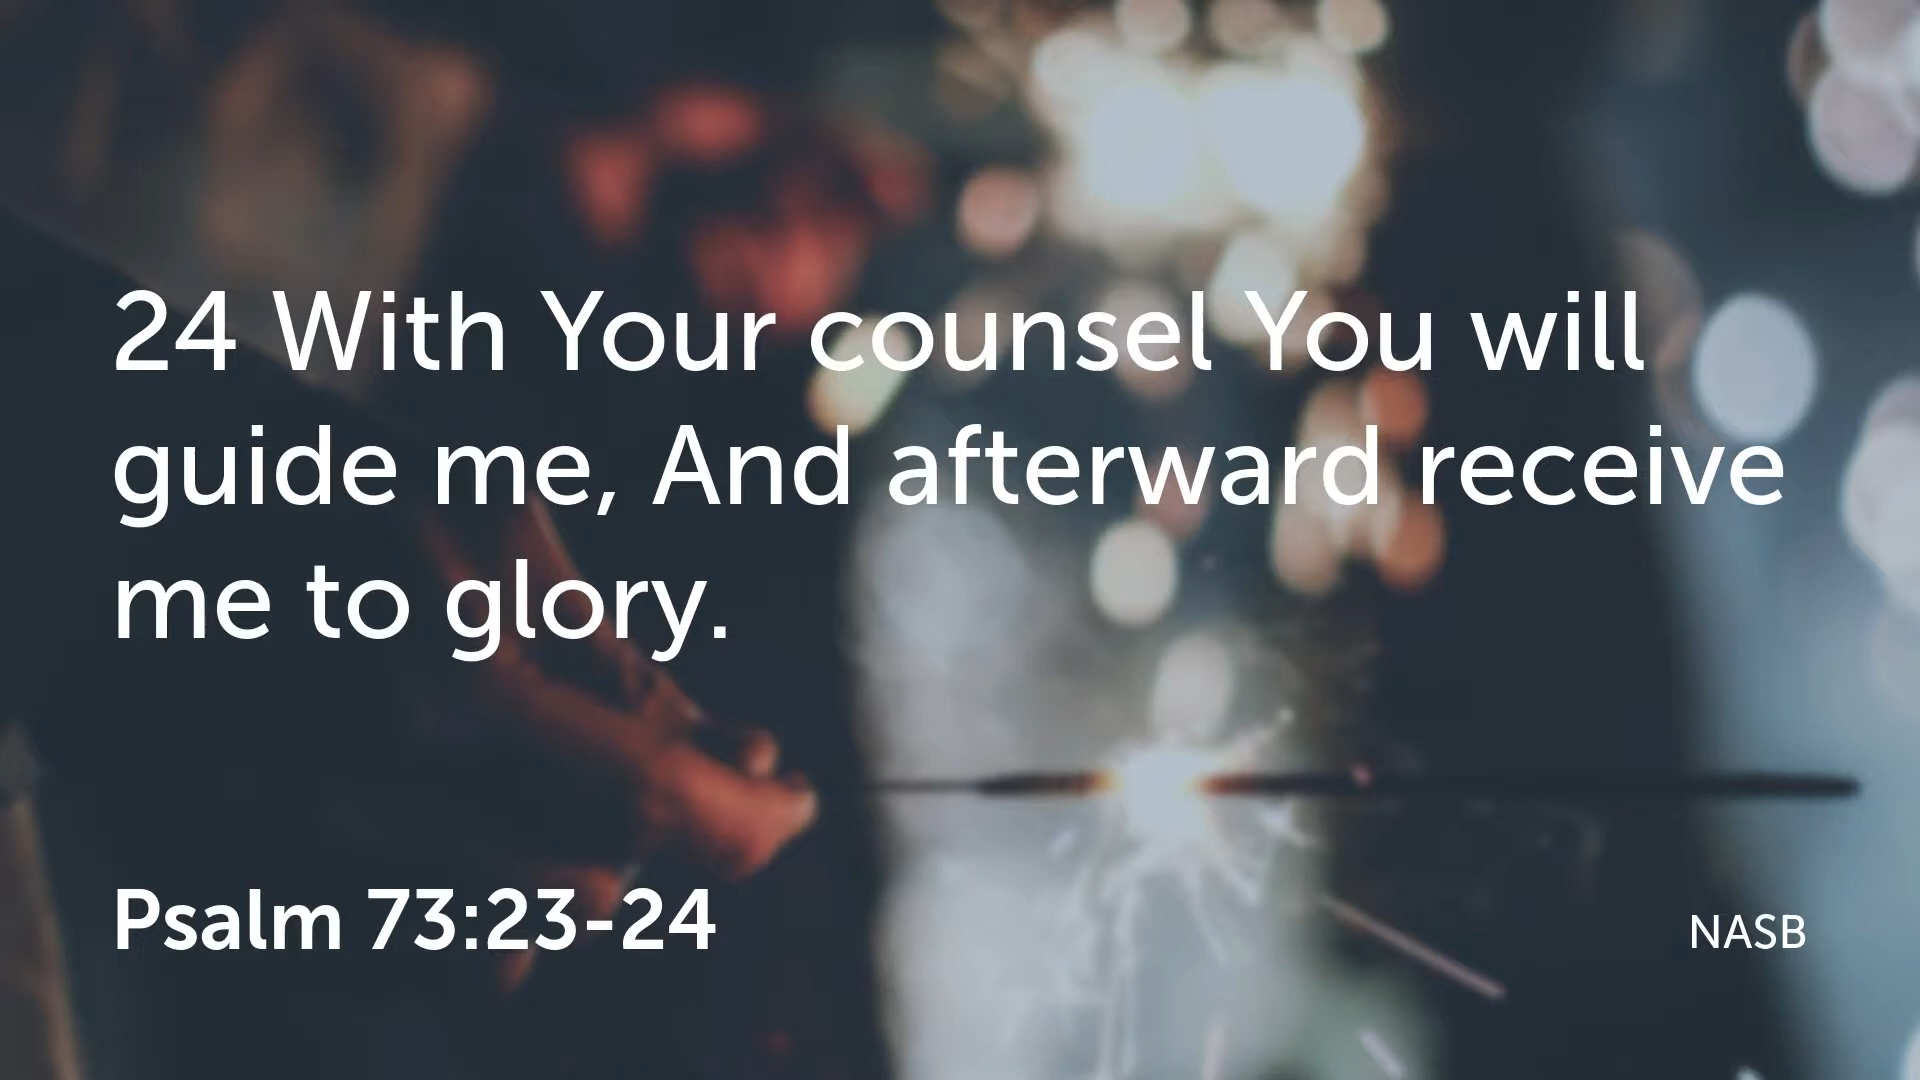 24 With Your counsel You will
guide me, And afterward receive
me to glory.
Psalm 73:23-24
NASB